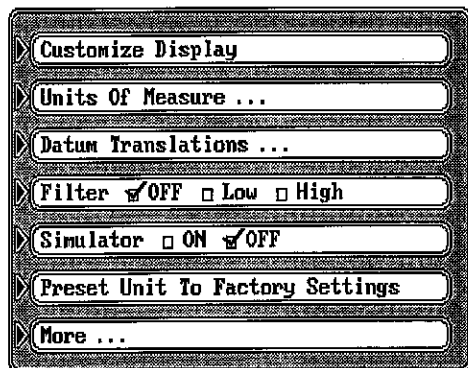 Customize Display
Units Of Measure ...
Datum Translations ...
Filter ☑OFF ☐ Low ☐ High
Simulator ☐ ON ☑OFF
Preset Unit To Factory Settings
More ...